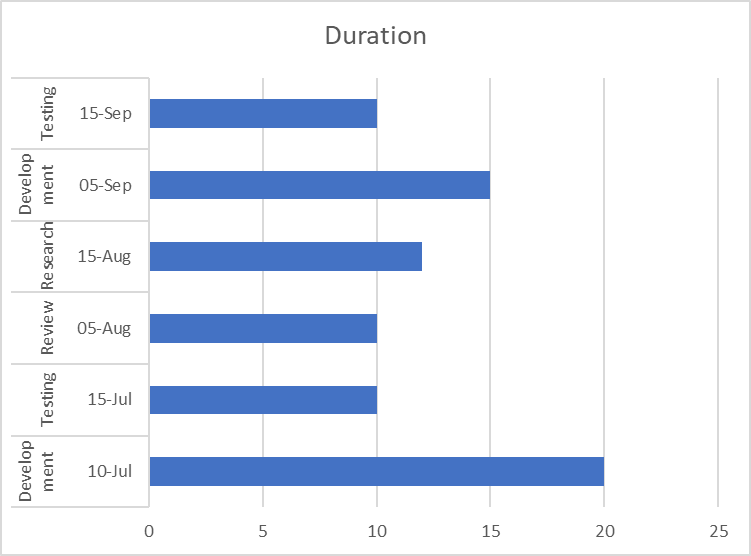 Duration
Testing
15-Sep
Develop
ment
05-Sep
Research
15-Aug
Review
05-Aug
Testing
15-Jul
Develop
ment
10-Jul
0 5 10 15 20 25